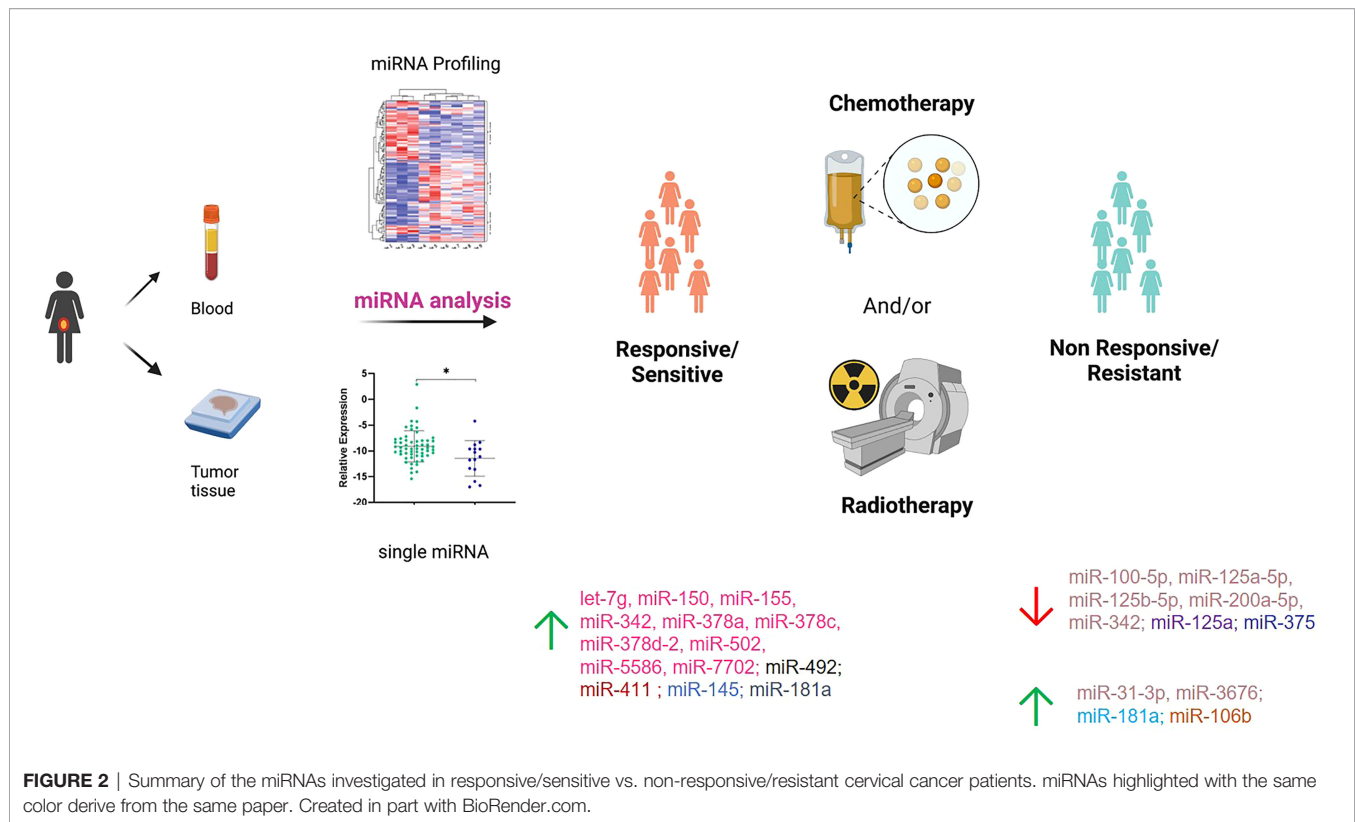 miRNA Profiling
Blood
Tumor
tissue
miRNA analysis
*
Relative Expression
5
0
-5
-10
-15
-20
single miRNA
Responsive/
Sensitive
Chemotherapy
And/or
Radiotherapy
Non Responsive/
Resistant
let-7g, miR-150, miR-155,
miR-342, miR-378a, miR-378c,
miR-378d-2, miR-502,
miR-5586, miR-7702; miR-492;
miR-411 ; miR-145; miR-181a
miR-100-5p, miR-125a-5p,
miR-125b-5p, miR-200a-5p,
miR-342; miR-125a; miR-375
miR-31-3p, miR-3676;
miR-181a; miR-106b
FIGURE 2 | Summary of the miRNAs investigated in responsive/sensitive vs. non-responsive/resistant cervical cancer patients. miRNAs highlighted with the same
color derive from the same paper. Created in part with BioRender.com.